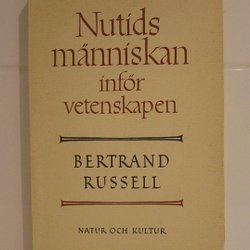 Nutids
människan
inför
vetenskapen
BERTRAND
RUSSELL
NATUR OCH KULTUR